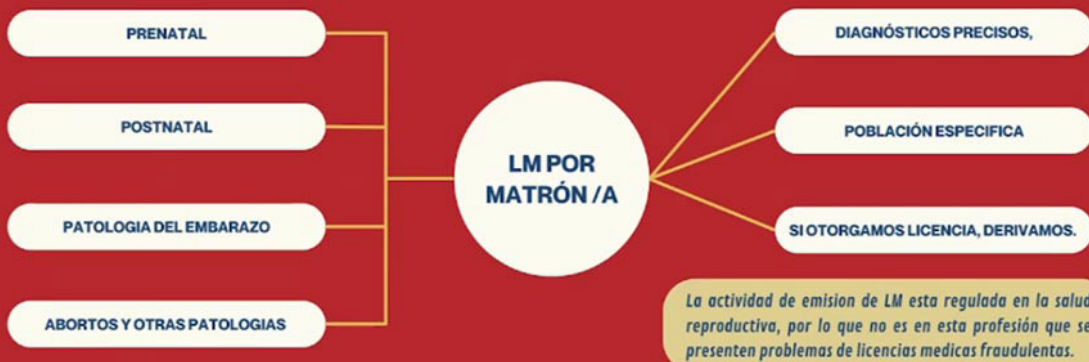 PRENATAL
POSTNATAL
PATOLOGIA DEL EMBARAZO
ABORTOS Y OTRAS PATOLOGIAS
LM POR
MATRÓN /A
DIAGNÓSTICOS PRECISOS,
POBLACIÓN ESPECIFICA
SI OTORGAMOS LICENCIA, DERIVAMOS.
La actividad de emision de LM esta regulada en la salud
reproductiva, por lo que no es en esta profesión que se
presenten problemas de licencias medicas fraudulentas.